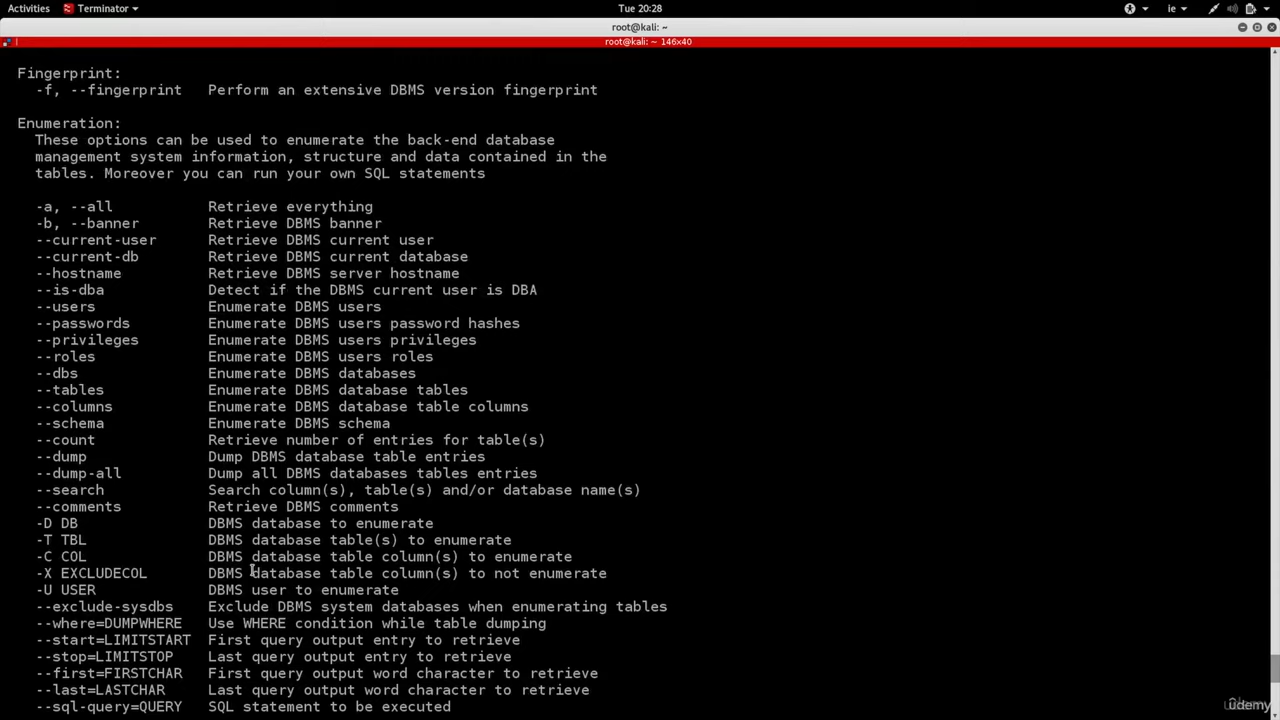 Activities Terminator Tue 20:28 ie
root@kali: ~
root@kali: ~ 146x40
Fingerprint:
-f, --fingerprint Perform an extensive DBMS version fingerprint
Enumeration:
These options can be used to enumerate the back-end database
management system information, structure and data contained in the
tables. Moreover you can run your own SQL statements
-a, --all Retrieve everything
-b, --banner Retrieve DBMS banner
--current-user Retrieve DBMS current user
--current-db Retrieve DBMS current database
--hostname Retrieve DBMS server hostname
--is-dba Detect if the DBMS current user is DBA
--users Enumerate DBMS users
--passwords Enumerate DBMS users password hashes
--privileges Enumerate DBMS users privileges
--roles Enumerate DBMS users roles
--dbs Enumerate DBMS databases
--tables Enumerate DBMS database tables
--columns Enumerate DBMS database table columns
--schema Enumerate DBMS schema
--count Retrieve number of entries for table(s)
--dump Dump DBMS database table entries
--dump-all Dump all DBMS databases tables entries
--search Search column(s), table(s) and/or database name(s)
--comments Retrieve DBMS comments
-D DB DBMS database to enumerate
-T TBL DBMS database table(s) to enumerate
-C COL DBMS database table column(s) to enumerate
-X EXCLUDECOL DBMS database table column(s) to not enumerate
-U USER DBMS user to enumerate
--exclude-sysdbs Exclude DBMS system databases when enumerating tables
--where=DUMPWHERE Use WHERE condition while table dumping
--start=LIMITSTART First query output entry to retrieve
--stop=LIMITSTOP Last query output entry to retrieve
--first=FIRSTCHAR First query output word character to retrieve
--last=LASTCHAR Last query output word character to retrieve
--sql-query=QUERY SQL statement to be executed
udemy